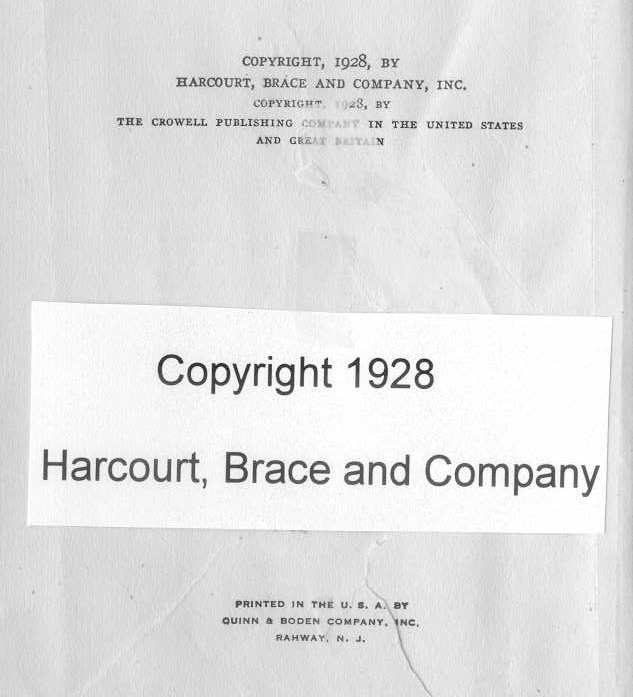 COPYRIGHT, 1928, BY
HARCOURT, BRACE AND COMPANY, INC.
COPYRIGHT, 1928, BY
THE CROWELL PUBLISHING COMPANY IN THE UNITED STATES
AND GREAT BRITAIN
Copyright 1928
Harcourt, Brace and Company
PRINTED IN THE U. S. A. BY
QUINN & BODEN COMPANY, INC.
RAHWAY, N. J.